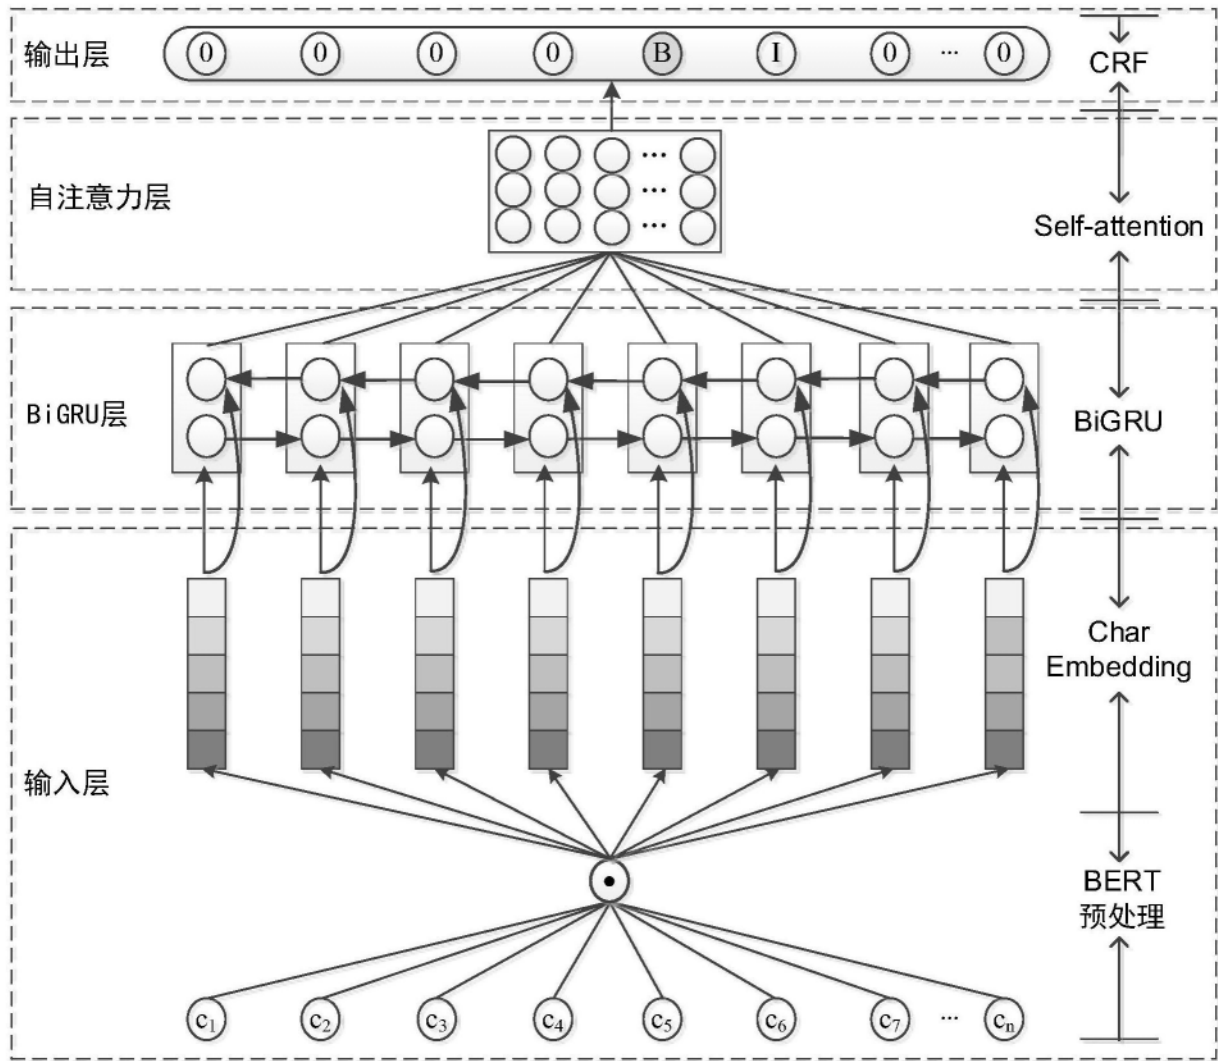 输出层 0 0 0 0 B I 0 ··· 0 CRF
自注意力层 ··· ··· ··· Self-attention
BiGRU层 BiGRU
Char
Embedding
输入层
BERT
预处理
c1 c2 c3 c4 c5 c6 c7 ··· cn